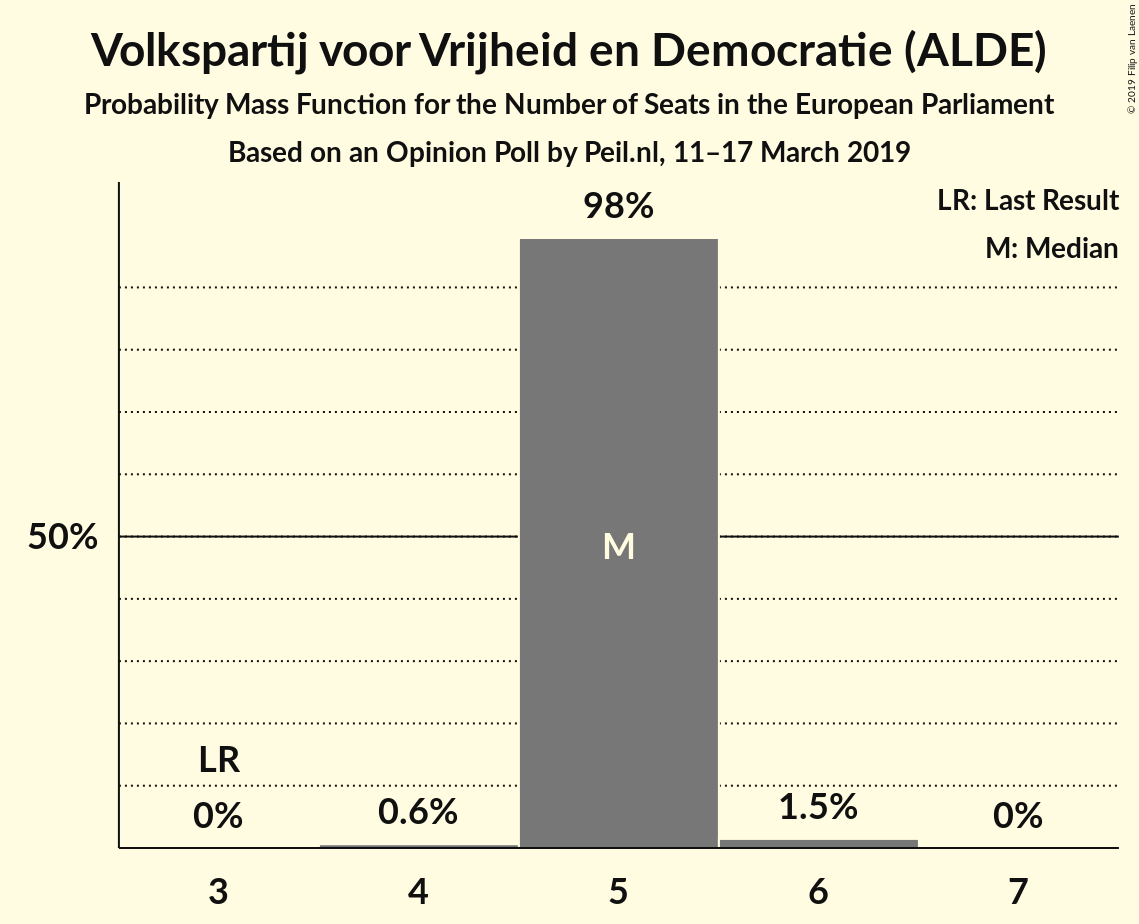 Volkspartij voor Vrijheid en Democratie (ALDE)
Probability Mass Function for the Number of Seats in the European Parliament
Based on an Opinion Poll by Peil.nl, 11–17 March 2019
© 2019 Filip van Laenen
LR: Last Result
M: Median
98%
50%
M
LR
0%
0.6%
1.5%
0%
3
4
5
6
7